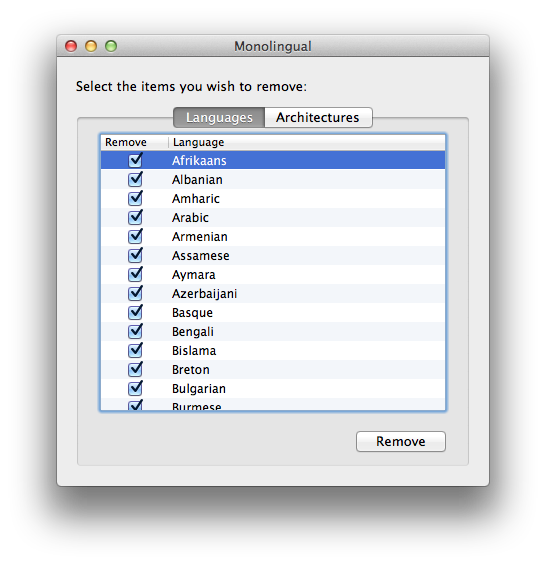 Monolingual
Select the items you wish to remove:
Languages Architectures
Remove Language
Afrikaans
Albanian
Amharic
Arabic
Armenian
Assamese
Aymara
Azerbaijani
Basque
Bengali
Bislama
Breton
Bulgarian
Burmese
Remove